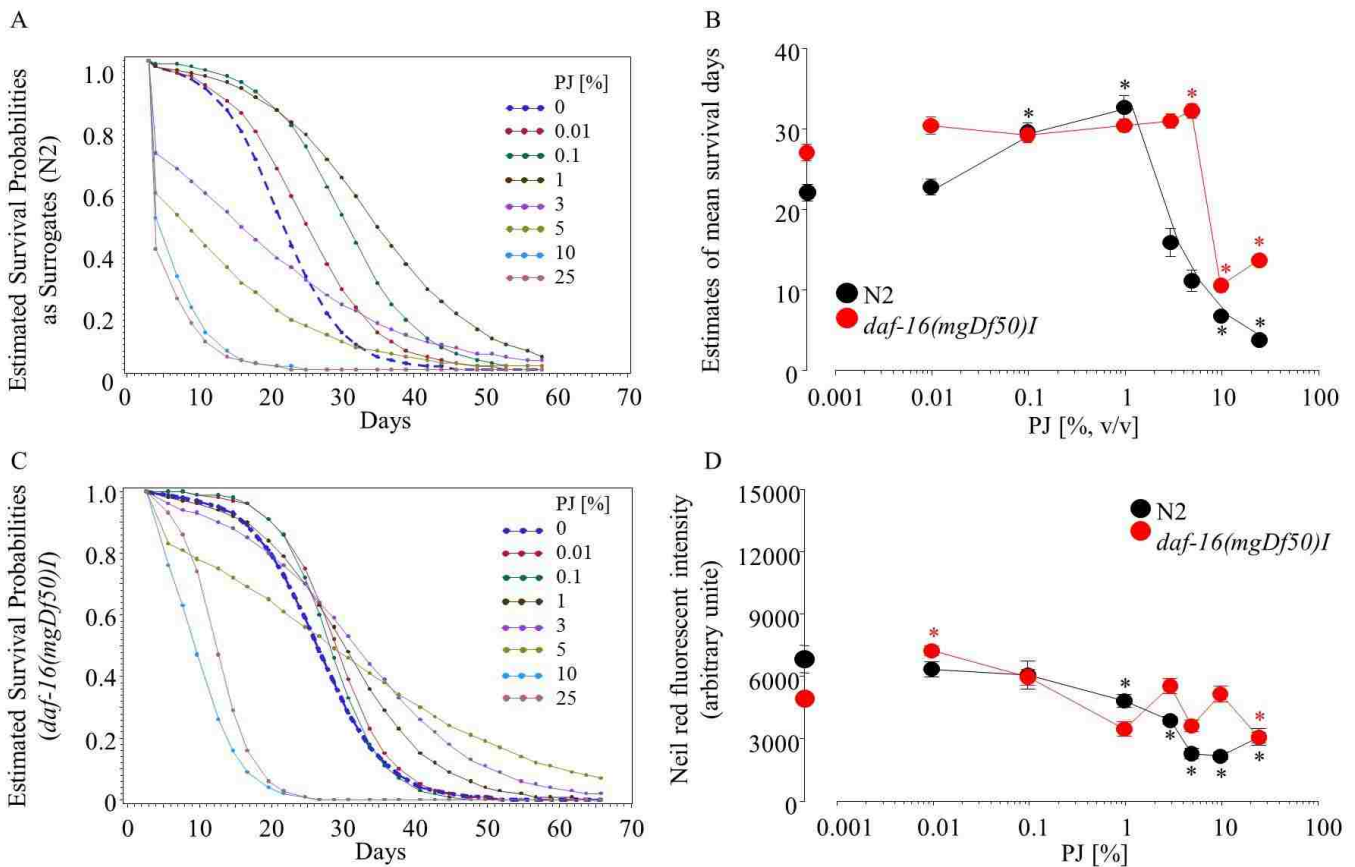 A
Estimated Survival Probabilities
as Surrogates (N2)
1.0
0.8
0.6
0.4
0.2
0
0 10 20 30 40 50 60 70
Days
PJ [%]
0
0.01
0.1
1
3
5
10
25
B
Estimates of mean survival days
40
30
20
10
0
* * * * * * *
N2
daf-16(mgDf50)I
0.001 0.01 0.1 1 10 100
PJ [%, v/v]
C
Estimated Survival Probabilities
(daf-16(mgDf50)I)
1.0
0.8
0.6
0.4
0.2
0
0 10 20 30 40 50 60 70
Days
PJ [%]
0
0.01
0.1
1
3
5
10
25
D
Neil red fluorescent intensity
(arbitrary unite)
15000
12000
9000
6000
3000
0
N2
daf-16(mgDf50)I
* * * * * * *
0.001 0.01 0.1 1 10 100
PJ [%]